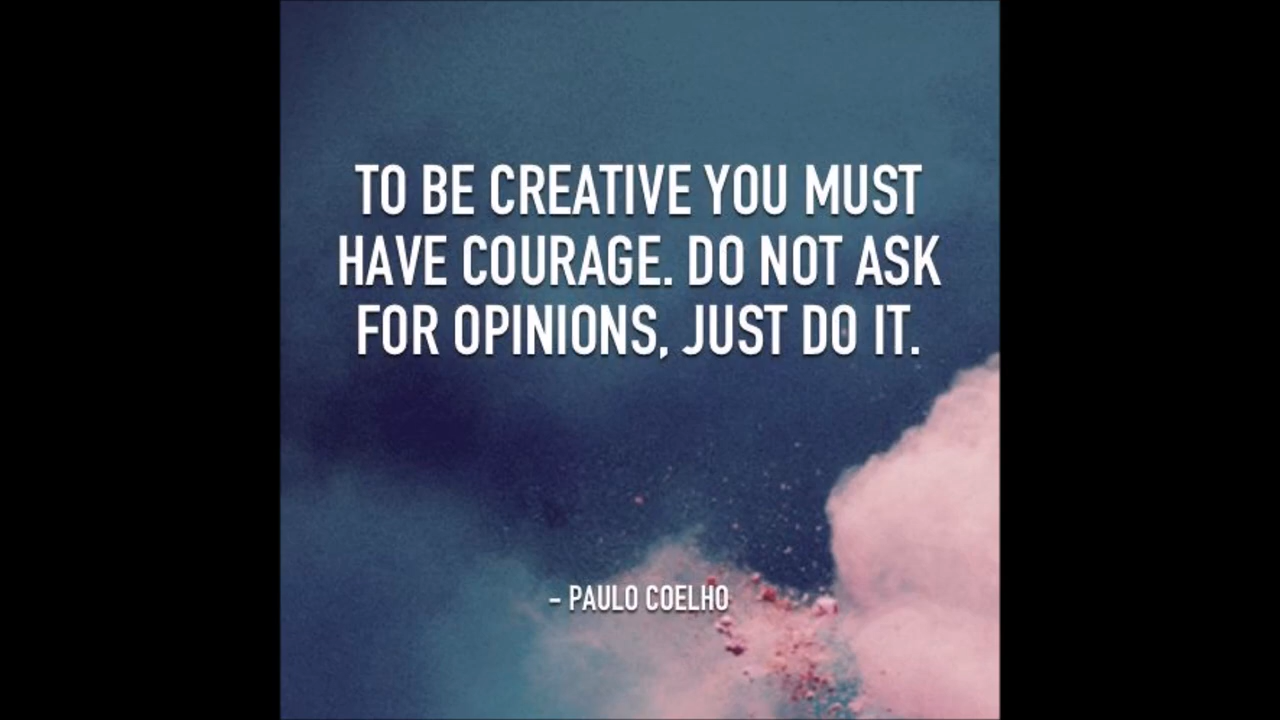 TO BE CREATIVE YOU MUST
HAVE COURAGE. DO NOT ASK
FOR OPINIONS, JUST DO IT.
- PAULO COELHO